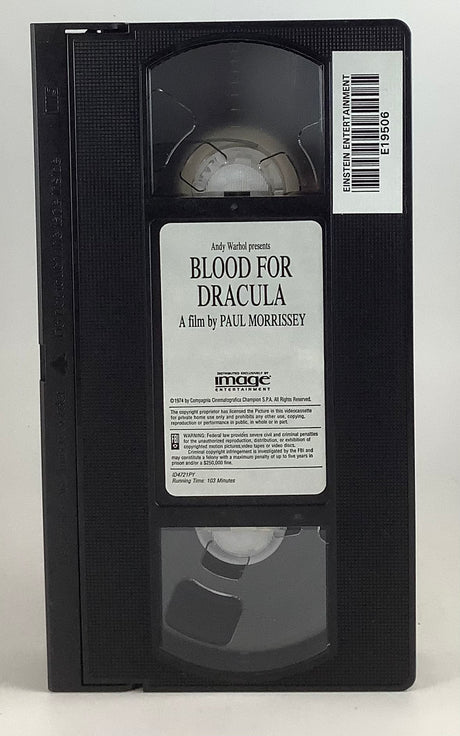 EINSTEIN ENTERTAINMENT
E19506
Andy Warhol presents
BLOOD FOR
DRACULA
A film by PAUL MORRISSEY
DISTRIBUTED EXCLUSIVELY BY
image
ENTERTAINMENT
©1974 by Compagnia Cinematografica Champion S.P.A. All Rights Reserved.
The copyright proprietor has licensed the Picture in this videocassette
for private home use only and prohibits any other use, copying,
reproduction or performance in public, in whole or in part.
FBI
WARNING: Federal law provides severe civil and criminal penalties
for the unauthorized reproduction, distribution, or exhibition of
copyrighted motion pictures, video tapes or video discs.
Criminal copyright infringement is investigated by the FBI and
may constitute a felony with a maximum penalty of up to five years in
prison and/or a $250,000 fine.
ID4721PY
Running Time: 103 Minutes